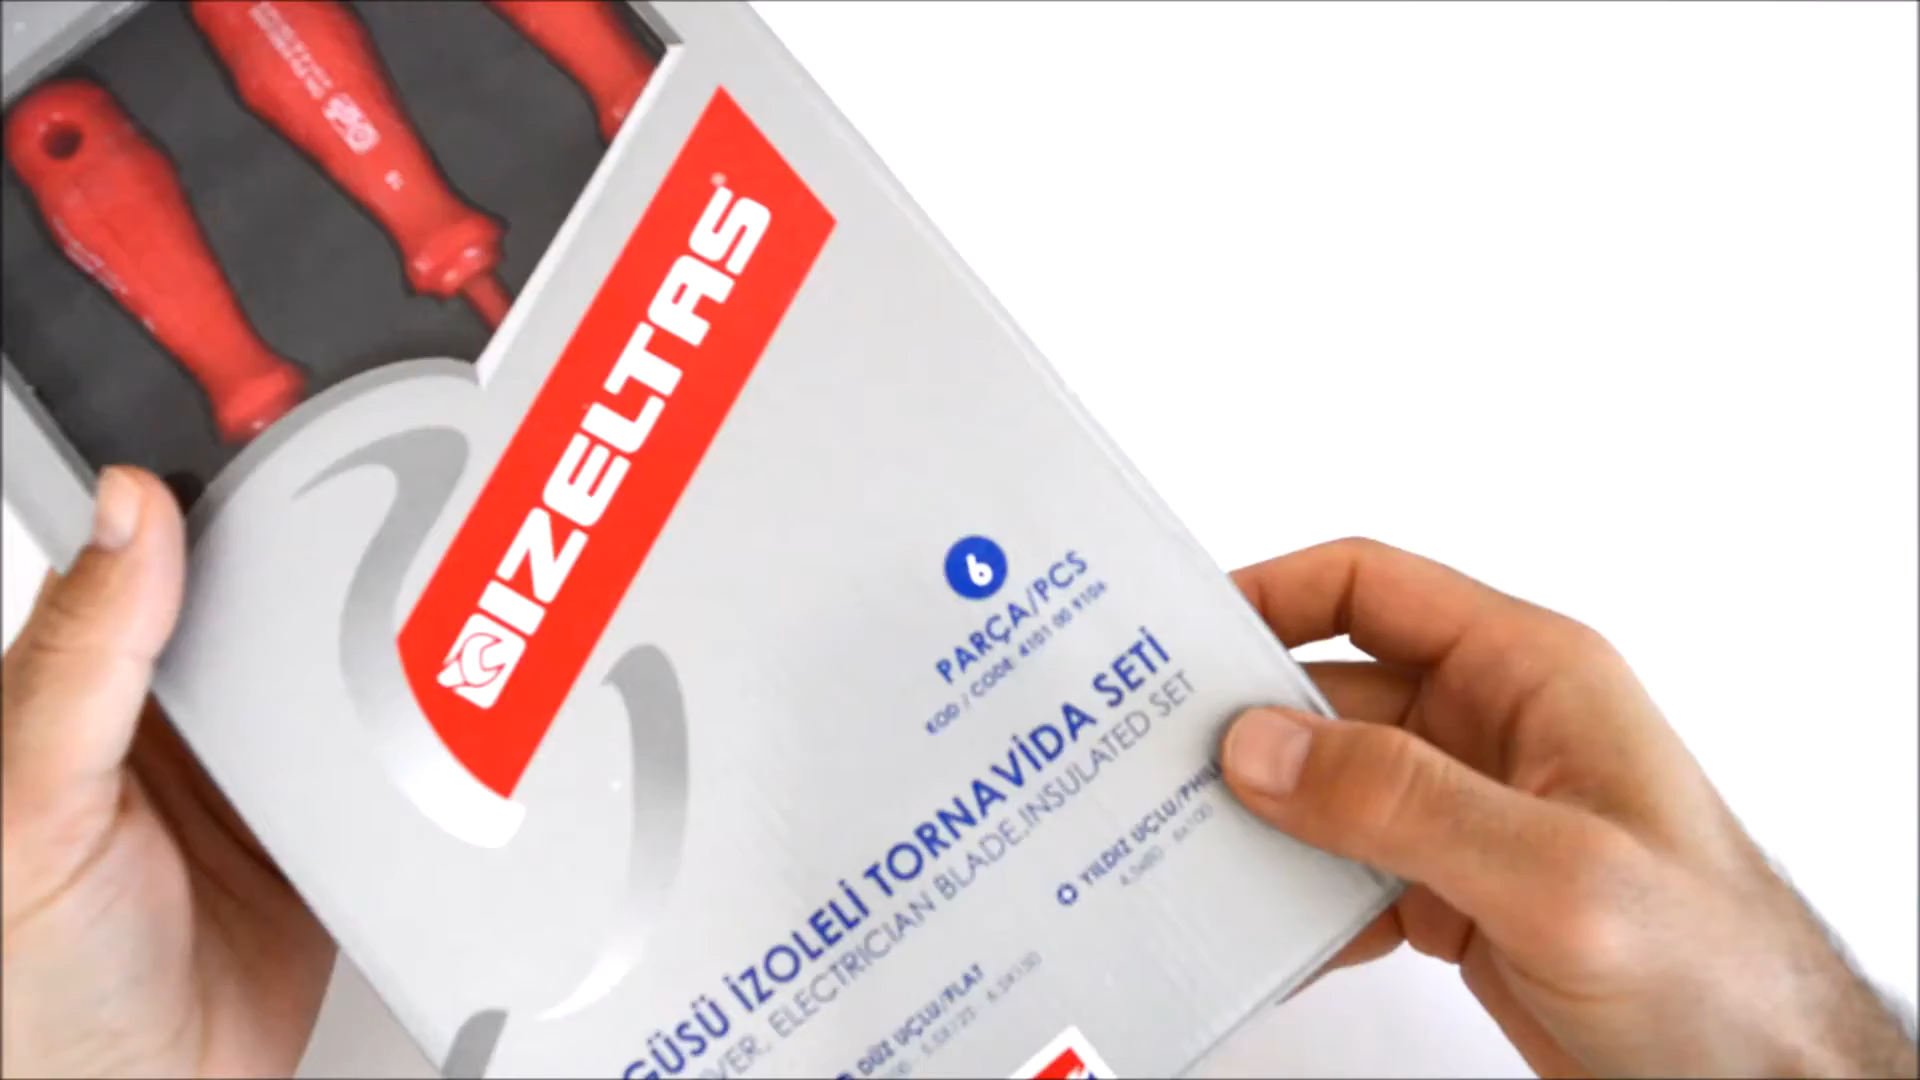 IZELTAS
6
PARÇA/PCS
KOD / CODE: 4101 00 9106
GÜSÜ İZOLELİ TORNAVİDA SETİ
VER, ELECTRICIAN BLADE,INSULATED SET
DÜZ UÇLU/FLAT
YILDIZ UÇLU/PHIL